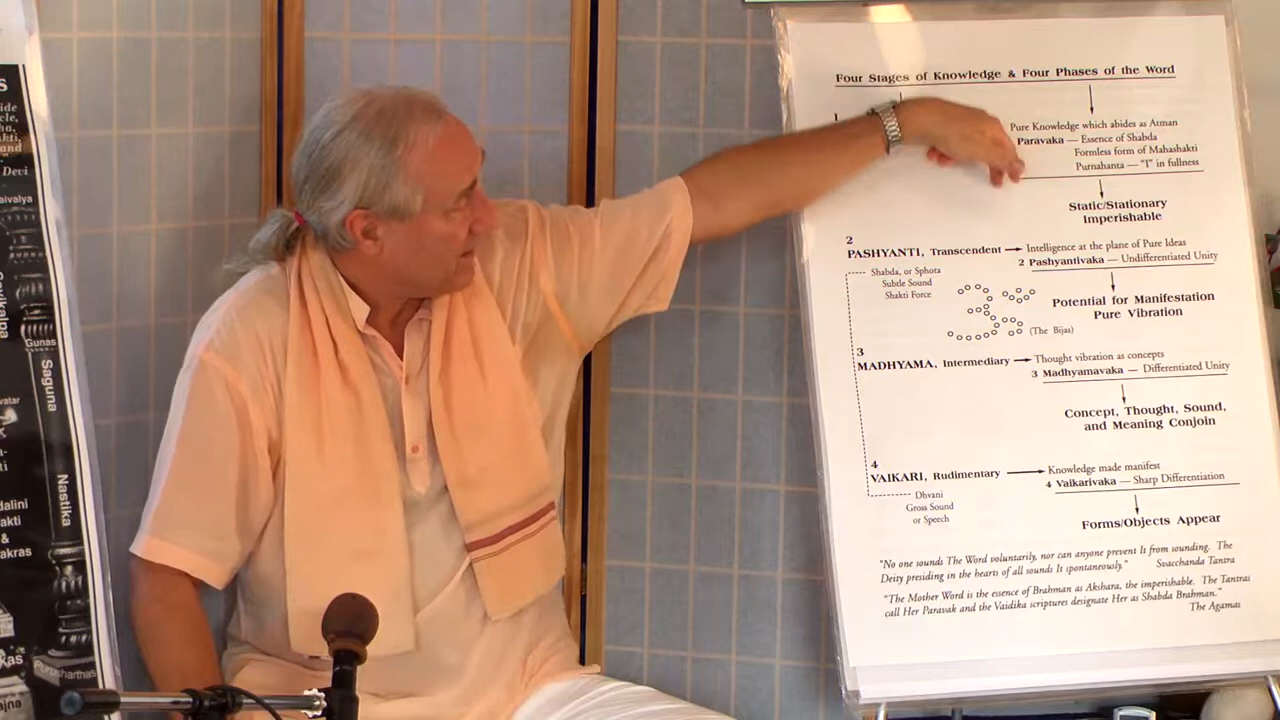 Four Stages of Knowledge & Four Phases of the Word
1
Pure Knowledge which abides as Atman
Paravaka — Essence of Shabda
Formless form of Mahashakti
Purnahanta — "I" in fullness
Static/Stationary
Imperishable
2
PASHYANTI, Transcendent
Intelligence at the plane of Pure Ideas
2 Pashyantivaka — Undifferentiated Unity
Shabda, or Sphota
Subtle Sound
Shakti Force
Potential for Manifestation
Pure Vibration
(The Bijas)
3
MADHYAMA, Intermediary
Thought vibration as concepts
3 Madhyamavaka — Differentiated Unity
Concept, Thought, Sound,
and Meaning Conjoin
4
VAIKARI, Rudimentary
Knowledge made manifest
4 Vaikarivaka — Sharp Differentiation
Dhvani
Gross Sound
or Speech
Forms/Objects Appear
"No one sounds The Word voluntarily, nor can anyone prevent It from sounding. The
Deity presiding in the hearts of all sounds It spontaneously." Svacchanda Tantra
"The Mother Word is the essence of Brahman as Akshara, the imperishable. The Tantras
call Her Paravak and the Vaidika scriptures designate Her as Shabda Brahman."
The Agamas
and
Devi
aivalya
Gunas
Saguna
vatar
Nastika
dalini
akti
&
akras
kas
Purusharthas
jna